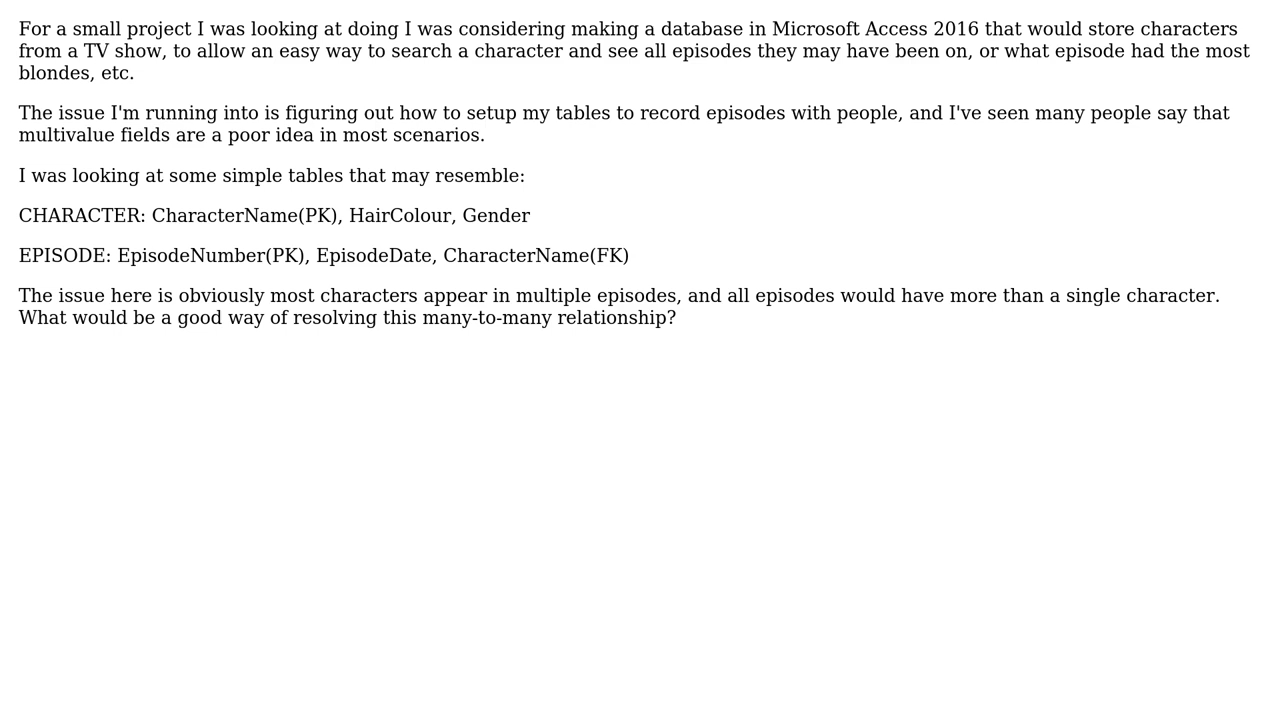 For a small project I was looking at doing I was considering making a database in Microsoft Access 2016 that would store characters
from a TV show, to allow an easy way to search a character and see all episodes they may have been on, or what episode had the most
blondes, etc.
The issue I'm running into is figuring out how to setup my tables to record episodes with people, and I've seen many people say that
multivalue fields are a poor idea in most scenarios.
I was looking at some simple tables that may resemble:
CHARACTER: CharacterName(PK), HairColour, Gender
EPISODE: EpisodeNumber(PK), EpisodeDate, CharacterName(FK)
The issue here is obviously most characters appear in multiple episodes, and all episodes would have more than a single character.
What would be a good way of resolving this many-to-many relationship?